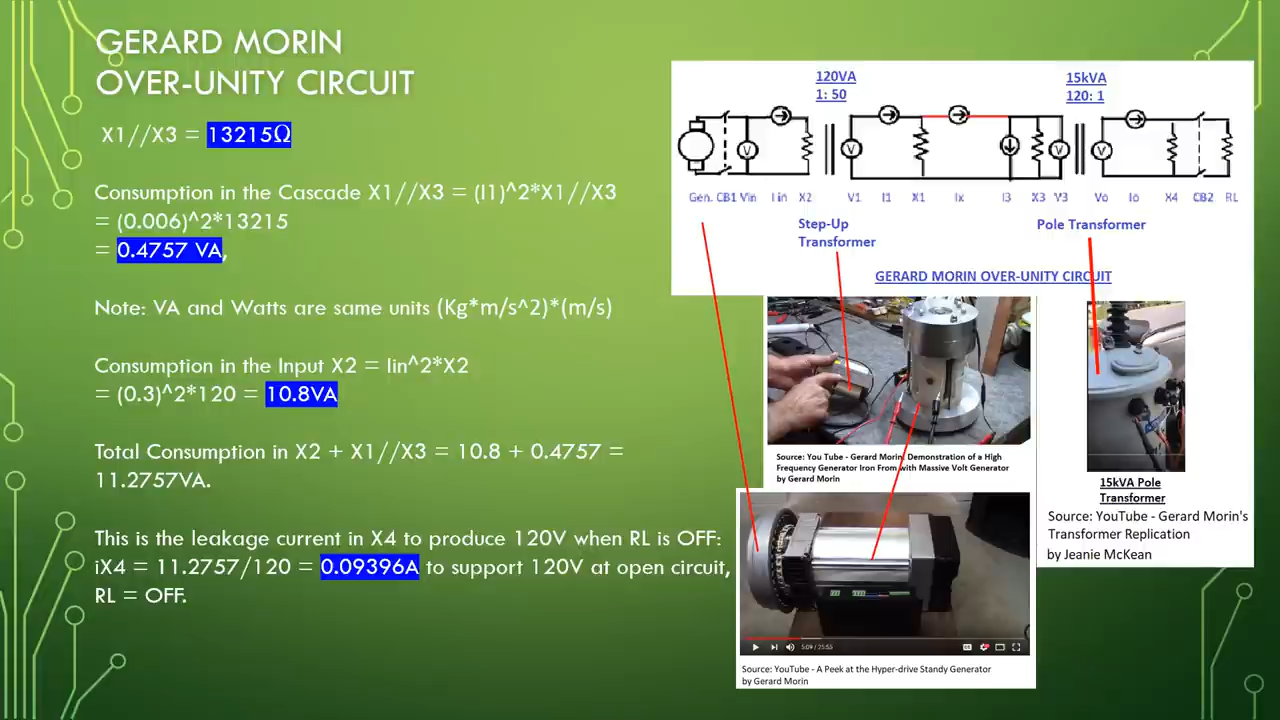 GERARD MORIN
OVER-UNITY CIRCUIT
X1//X3 = 13215Ω
Consumption in the Cascade X1//X3 = (I1)^2*X1//X3
= (0.006)^2*13215
= 0.4757 VA,
Note: VA and Watts are same units (Kg*m/s^2)*(m/s)
Consumption in the Input X2 = Iin^2*X2
= (0.3)^2*120 = 10.8VA
Total Consumption in X2 + X1//X3 = 10.8 + 0.4757 =
11.2757VA.
This is the leakage current in X4 to produce 120V when RL is OFF:
iX4 = 11.2757/120 = 0.09396A to support 120V at open circuit,
RL = OFF.
120VA
1: 50
15kVA
120: 1
V V V V
Gen. CB1 Vin I in X2 V1 I1 X1 Ix I3 X3 V3 Vo Io X4 CB2 RL
Step-Up
Transformer
Pole Transformer
GERARD MORIN OVER-UNITY CIRCUIT
Source: You Tube - Gerard Morin: Demonstration of a High
Frequency Generator Iron From with Massive Volt Generator
by Gerard Morin
15kVA Pole
Transformer
Source: YouTube - Gerard Morin's
Transformer Replication
by Jeanie McKean
5:09 / 25:55
Source: YouTube - A Peek at the Hyper-drive Standy Generator
by Gerard Morin